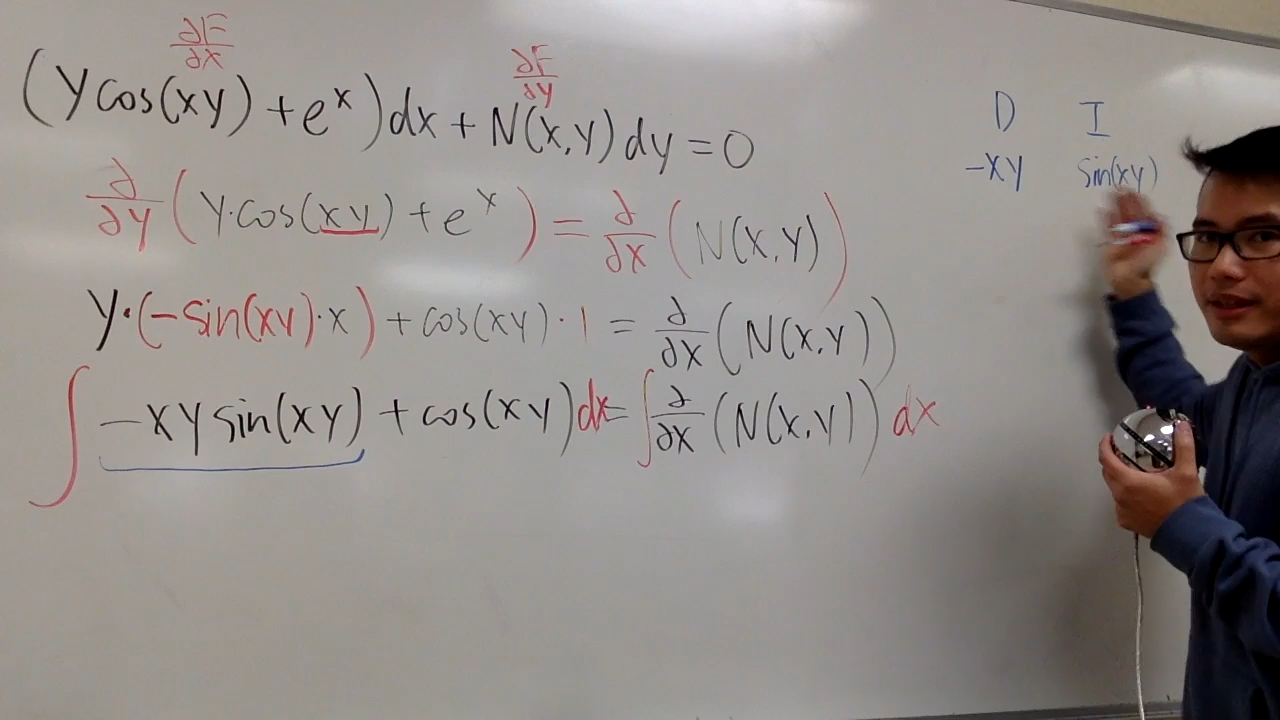 ∂F/∂x ∂F/∂y
(y cos(xy) + e^x) dx + N(x,y) dy = 0
∂/∂y (y·cos(xy) + e^x) = ∂/∂x (N(x,y))
y·(-sin(xy)·x) + cos(xy)·1 = ∂/∂x (N(x,y))
∫ -xy sin(xy) + cos(xy) dx = ∫ ∂/∂x (N(x,y)) dx
D I
-xy sin(xy)